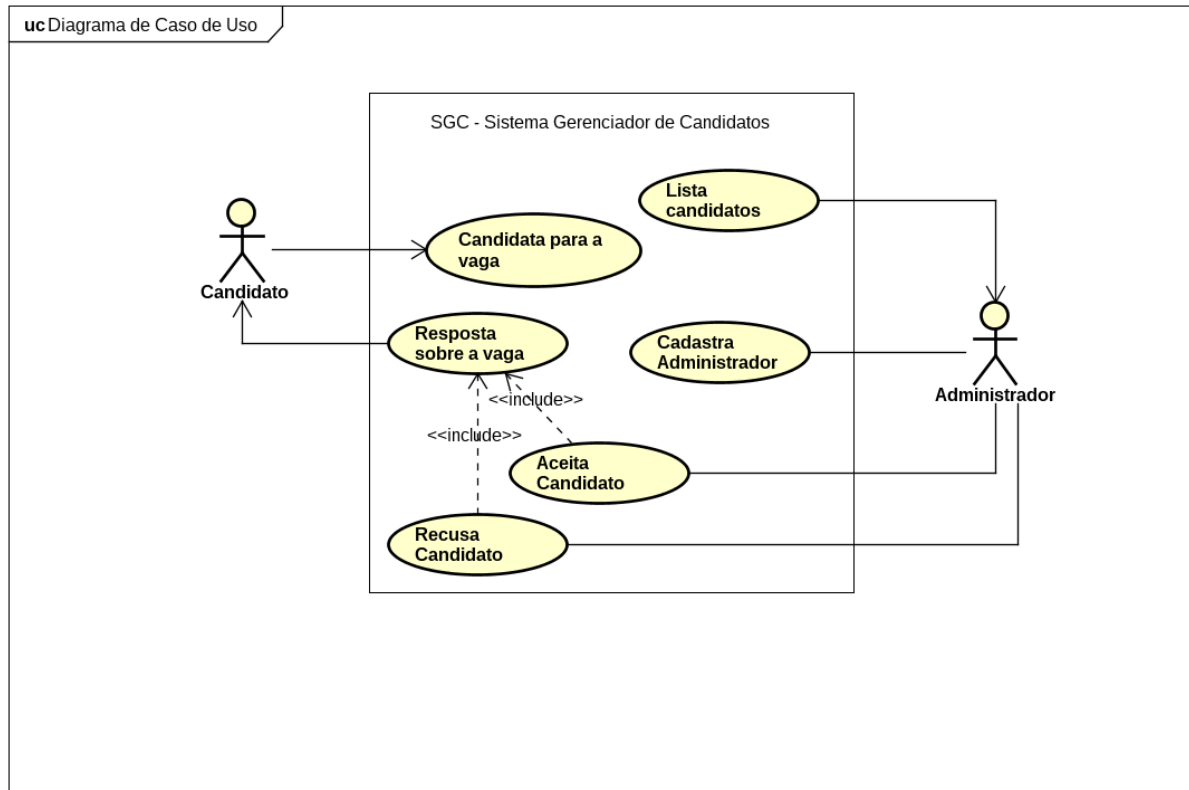 uc Diagrama de Caso de Uso
SGC - Sistema Gerenciador de Candidatos
Lista
candidatos
Candidata para a
vaga
Candidato
Resposta
sobre a vaga
Cadastra
Administrador
Administrador
<<include>>
<<include>>
Aceita
Candidato
Recusa
Candidato